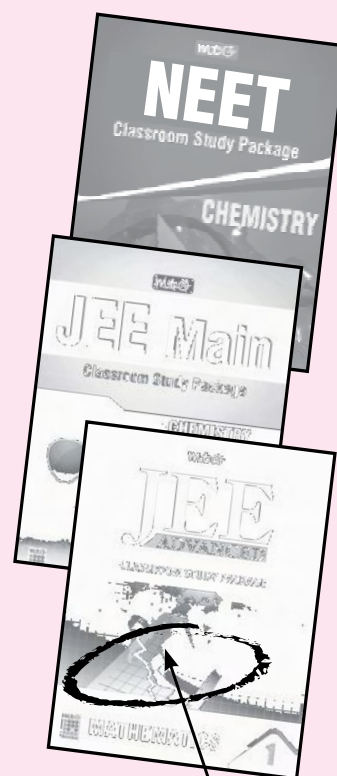 mtG
NEET
Classroom Study Package
CHEMISTRY
mtG
JEE Main
Classroom Study Package
CHEMISTRY
JEE
ADVANCED
CLASSROOM STUDY PACKAGE
MATHEMATICS
1